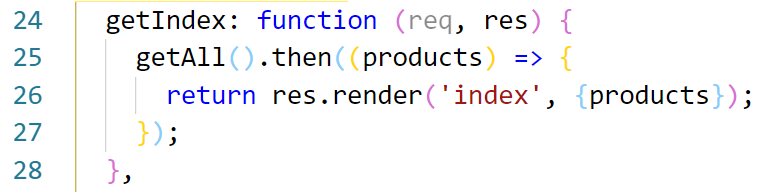 24 getIndex: function (req, res) {
25 getAll().then((products) => {
26 return res.render('index', {products});
27 });
28 },